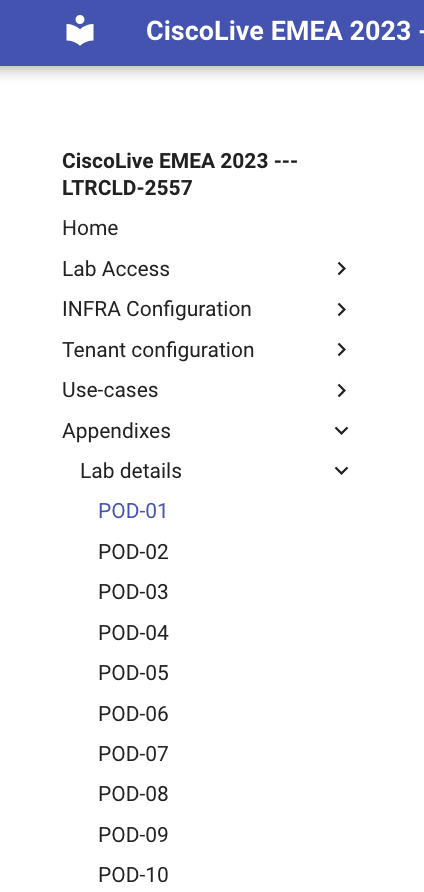 CiscoLive EMEA 2023 -
CiscoLive EMEA 2023 ---
LTRCLD-2557
Home
Lab Access
INFRA Configuration
Tenant configuration
Use-cases
Appendixes
Lab details
POD-01
POD-02
POD-03
POD-04
POD-05
POD-06
POD-07
POD-08
POD-09
POD-10